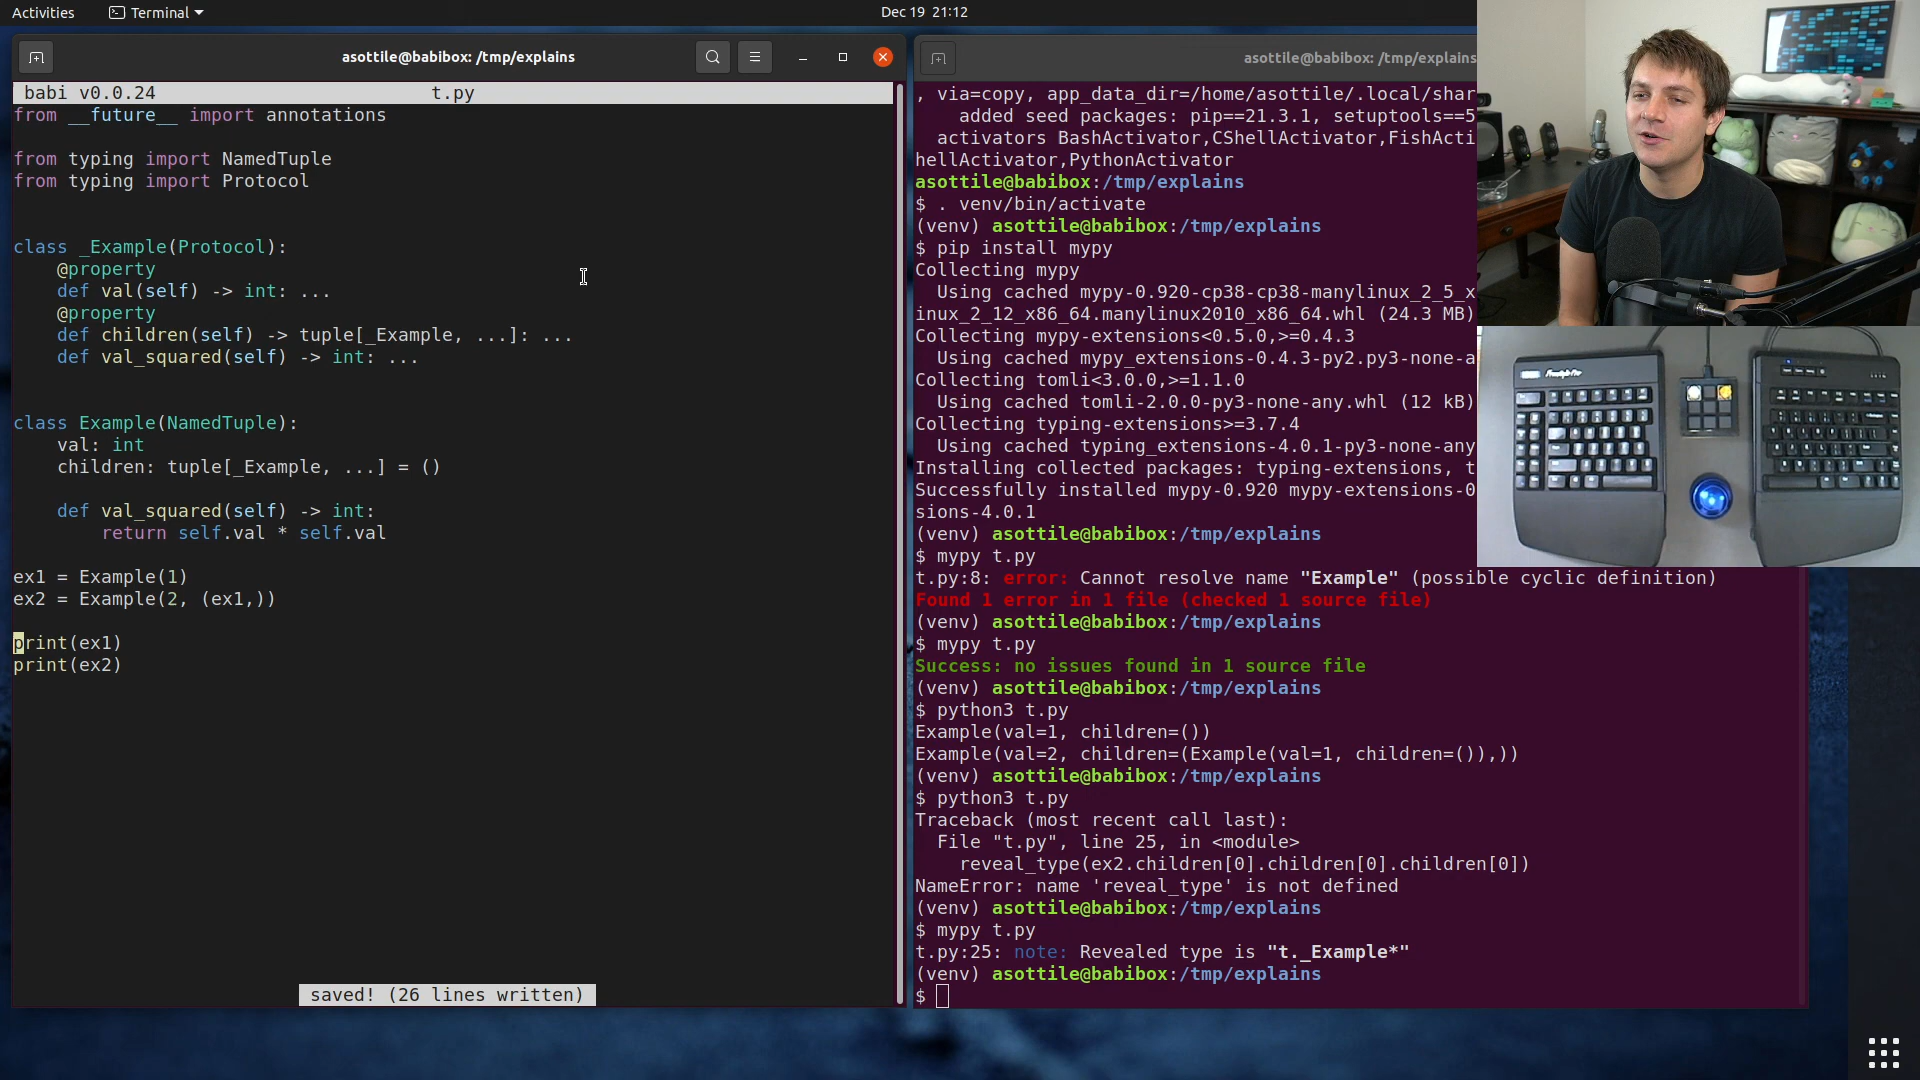 Activities
Terminal
Dec 19 21:12
asottile@babibox: /tmp/explains
babi v0.0.24
t.py
from __future__ import annotations
from typing import NamedTuple
from typing import Protocol
class _Example(Protocol):
    @property
    def val(self) -> int: ...
    @property
    def children(self) -> tuple[_Example, ...]: ...
    def val_squared(self) -> int: ...
class Example(NamedTuple):
    val: int
    children: tuple[_Example, ...] = ()
    def val_squared(self) -> int:
        return self.val * self.val
ex1 = Example(1)
ex2 = Example(2, (ex1,))
print(ex1)
print(ex2)
saved! (26 lines written)
asottile@babibox: /tmp/explains
, via=copy, app_data_dir=/home/asottile/.local/shar
    added seed packages: pip==21.3.1, setuptools==5
  activators BashActivator,CShellActivator,FishActi
hellActivator,PythonActivator
asottile@babibox:/tmp/explains
$ . venv/bin/activate
(venv) asottile@babibox:/tmp/explains
$ pip install mypy
Collecting mypy
  Using cached mypy-0.920-cp38-cp38-manylinux_2_5_x
inux_2_12_x86_64.manylinux2010_x86_64.whl (24.3 MB)
Collecting mypy-extensions<0.5.0,>=0.4.3
  Using cached mypy_extensions-0.4.3-py2.py3-none-a
Collecting tomli<3.0.0,>=1.1.0
  Using cached tomli-2.0.0-py3-none-any.whl (12 kB)
Collecting typing-extensions>=3.7.4
  Using cached typing_extensions-4.0.1-py3-none-any
Installing collected packages: typing-extensions, t
Successfully installed mypy-0.920 mypy-extensions-0
sions-4.0.1
(venv) asottile@babibox:/tmp/explains
$ mypy t.py
t.py:8: error: Cannot resolve name "Example" (possible cyclic definition)
Found 1 error in 1 file (checked 1 source file)
(venv) asottile@babibox:/tmp/explains
$ mypy t.py
Success: no issues found in 1 source file
(venv) asottile@babibox:/tmp/explains
$ python3 t.py
Example(val=1, children=())
Example(val=2, children=(Example(val=1, children=()),))
(venv) asottile@babibox:/tmp/explains
$ python3 t.py
Traceback (most recent call last):
  File "t.py", line 25, in <module>
    reveal_type(ex2.children[0].children[0].children[0])
NameError: name 'reveal_type' is not defined
(venv) asottile@babibox:/tmp/explains
$ mypy t.py
t.py:25: note: Revealed type is "t._Example*"
(venv) asottile@babibox:/tmp/explains
$